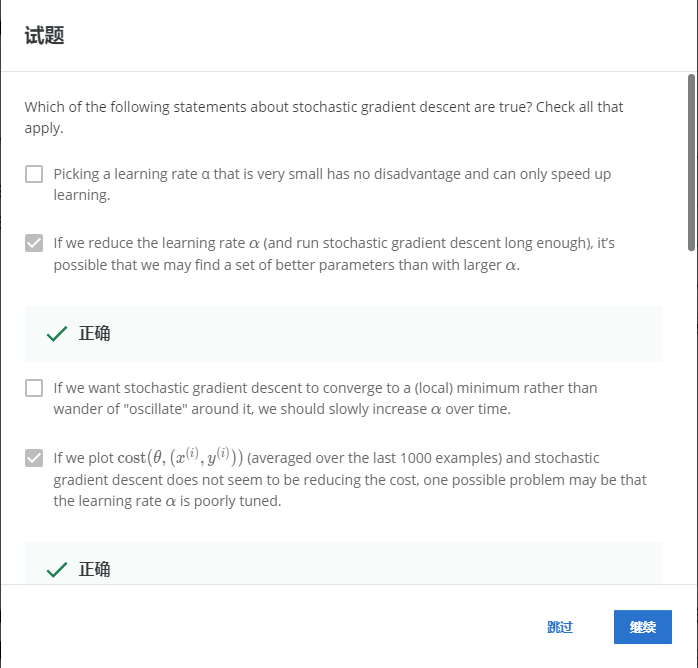 试题
Which of the following statements about stochastic gradient descent are true? Check all that
apply.
Picking a learning rate α that is very small has no disadvantage and can only speed up
learning.
If we reduce the learning rate α (and run stochastic gradient descent long enough), it's
possible that we may find a set of better parameters than with larger α.
正确
If we want stochastic gradient descent to converge to a (local) minimum rather than
wander of "oscillate" around it, we should slowly increase α over time.
If we plot cost(θ, (x^(i), y^(i))) (averaged over the last 1000 examples) and stochastic
gradient descent does not seem to be reducing the cost, one possible problem may be that
the learning rate α is poorly tuned.
正确
跳过 继续